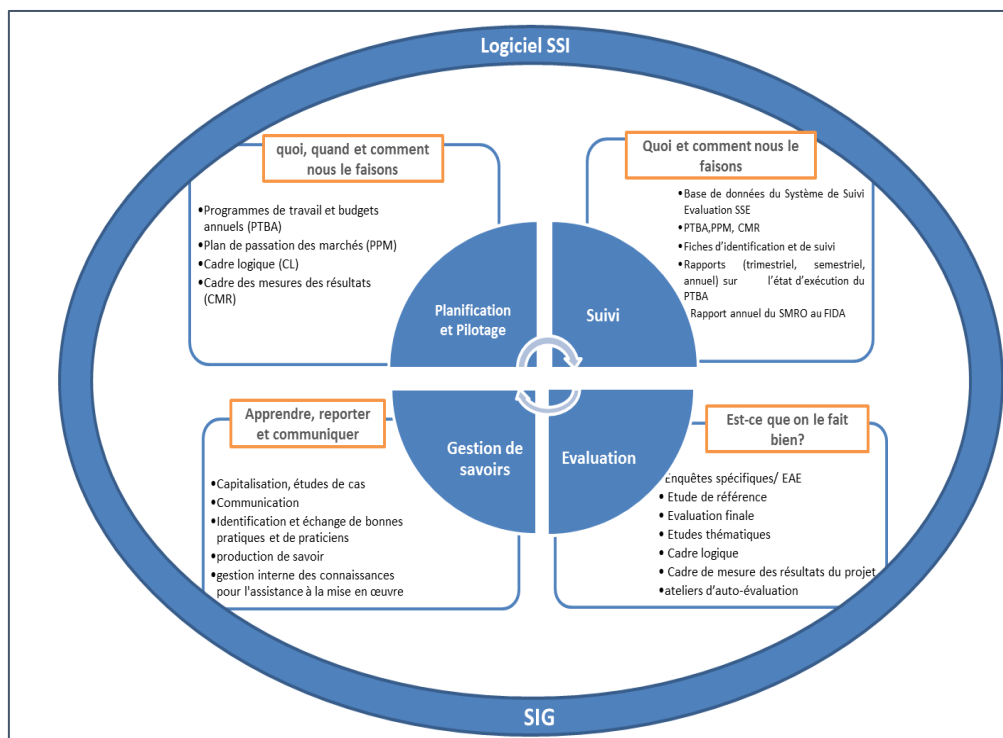 Logiciel SSI
quoi, quand et comment
nous le faisons
•Programmes de travail et budgets
annuels (PTBA)
•Plan de passation des marchés (PPM)
•Cadre logique (CL)
•Cadre des mesures des résultats
(CMR)
Quoi et comment nous le
faisons
•Base de données du Système de Suivi
Evaluation SSE
•PTBA,PPM, CMR
•Fiches d'identification et de suivi
•Rapports (trimestriel, semestriel,
annuel) sur l'état d'exécution du
PTBA
Rapport annuel du SMRO au FIDA
Planification
et Pilotage
Suivi
Gestion de
savoirs
Evaluation
Apprendre, reporter
et communiquer
•Capitalisation, études de cas
•Communication
•Identification et échange de bonnes
pratiques et de praticiens
•production de savoir
•gestion interne des connaissances
pour l'assistance à la mise en œuvre
Est-ce que on le fait
bien?
•Enquêtes spécifiques/ EAE
• Etude de référence
• Evaluation finale
• Etudes thématiques
• Cadre logique
• Cadre de mesure des résultats du projet
•ateliers d'auto-évaluation
SIG